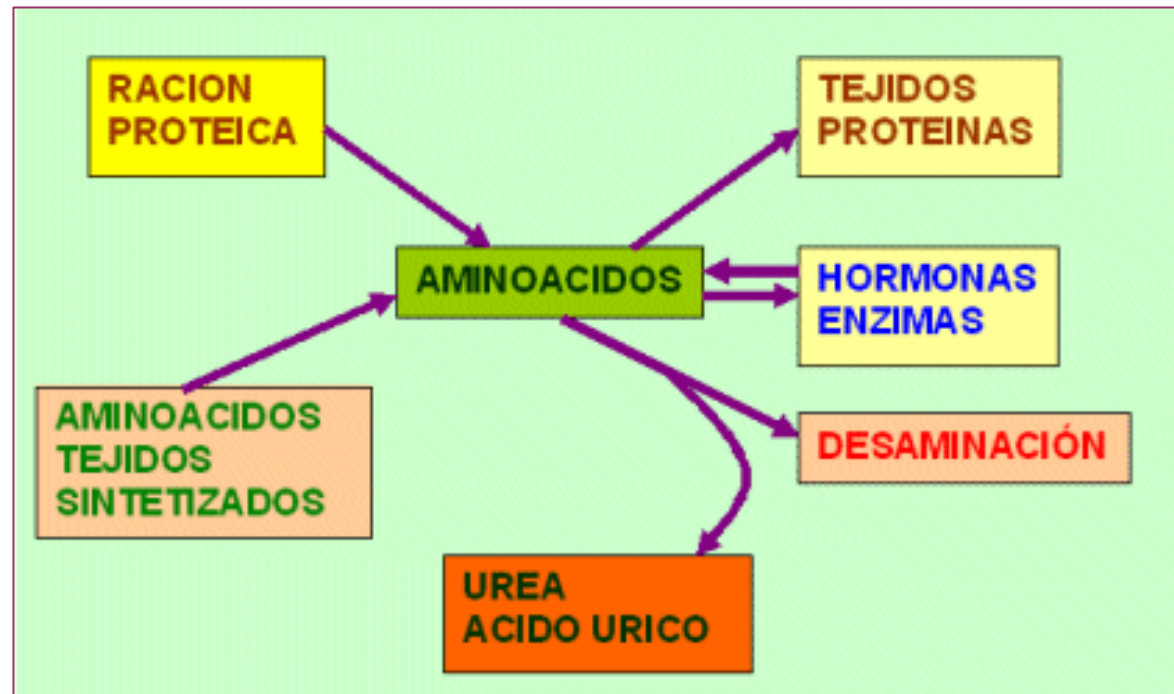 RACION
PROTEICA
TEJIDOS
PROTEINAS
AMINOACIDOS
HORMONAS
ENZIMAS
AMINOACIDOS
TEJIDOS
SINTETIZADOS
DESAMINACIÓN
UREA
ACIDO URICO